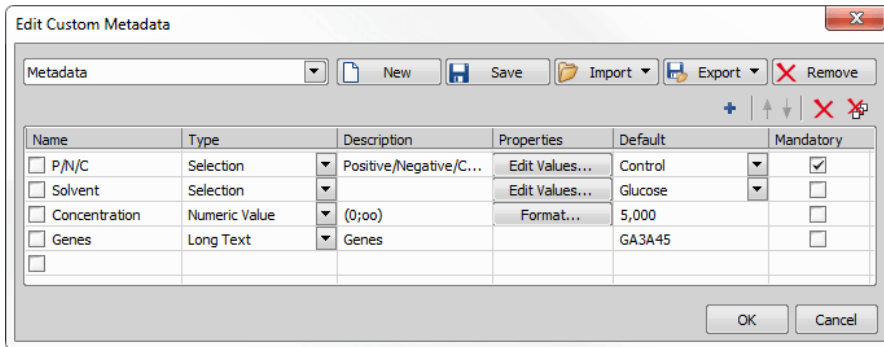 Edit Custom Metadata
Metadata New Save Import Export Remove
Name Type Description Properties Default Mandatory
P/N/C Selection Positive/Negative/C... Edit Values... Control
Solvent Selection Edit Values... Glucose
Concentration Numeric Value (0;oo) Format... 5,000
Genes Long Text Genes GA3A45
OK Cancel